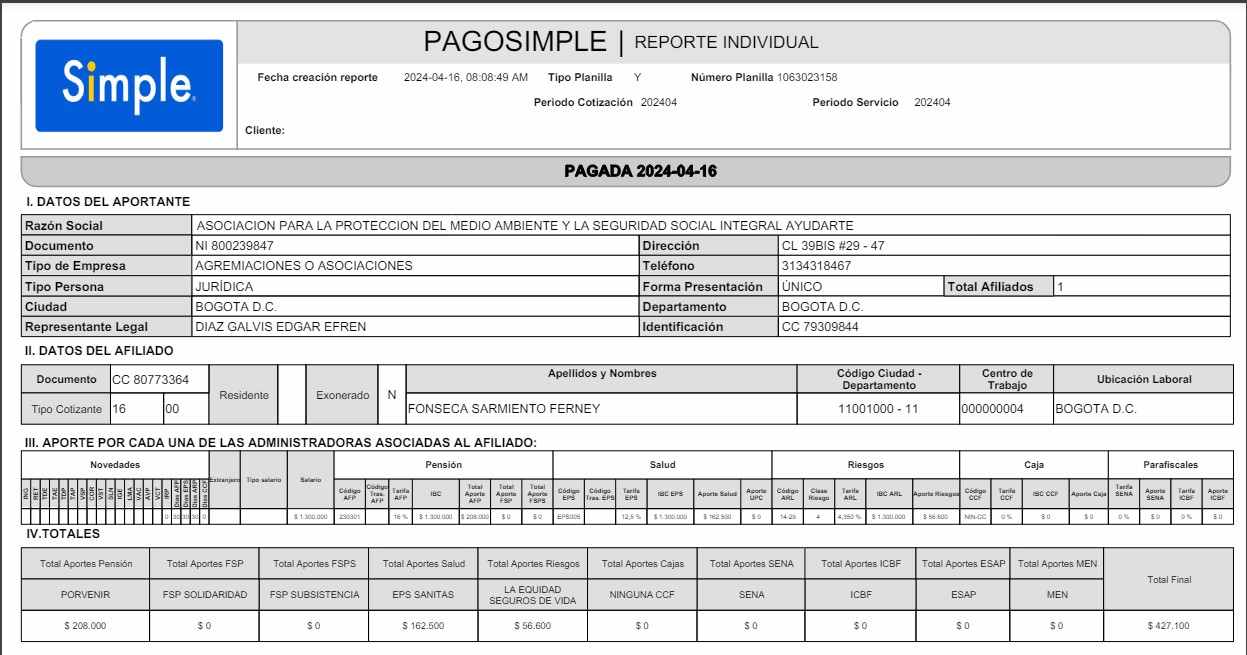 Simple.
PAGOSIMPLE | REPORTE INDIVIDUAL
Fecha creación reporte 2024-04-16, 08:08:49 AM Tipo Planilla Y Número Planilla 1063023158
Periodo Cotización 202404 Periodo Servicio 202404
Cliente:
PAGADA 2024-04-16
I. DATOS DEL APORTANTE
Razón Social ASOCIACION PARA LA PROTECCION DEL MEDIO AMBIENTE Y LA SEGURIDAD SOCIAL INTEGRAL AYUDARTE
Documento NI 800239847 Dirección CL 39BIS #29 - 47
Tipo de Empresa AGREMIACIONES O ASOCIACIONES Teléfono 3134318467
Tipo Persona JURÍDICA Forma Presentación ÚNICO Total Afiliados 1
Ciudad BOGOTA D.C. Departamento BOGOTA D.C.
Representante Legal DIAZ GALVIS EDGAR EFREN Identificación CC 79309844
II. DATOS DEL AFILIADO
Documento CC 80773364 Residente Exonerado N Apellidos y Nombres Código Ciudad - Departamento Centro de Trabajo Ubicación Laboral
Tipo Cotizante 16 00 FONSECA SARMIENTO FERNEY 11001000 - 11 000000004 BOGOTA D.C.
III. APORTE POR CADA UNA DE LAS ADMINISTRADORAS ASOCIADAS AL AFILIADO:
Novedades Extranjero Tipo salario Salario Pensión Salud Riesgos Caja Parafiscales
ING RET TDE TAE TDP TAP VSP COR VST SLN IGE LMA VAC AVP VCT IRP Días AFP Días EPS Días ARP Días CCF Código AFP Código Tras. AFP Tarifa AFP IBC Total Aporte AFP Total Aporte FSP Total Aporte FSPS Código EPS Código Tras. EPS Tarifa EPS IBC EPS Aporte Salud Aporte UPC Código ARL Clase Riesgo Tarifa ARL IBC ARL Aporte Riesgos Código CCF Tarifa CCF IBC CCF Aporte Caja Tarifa SENA Aporte SENA Tarifa ICBF Aporte ICBF
0 30 30 30 0 $ 1.300.000 230301 16 % $ 1.300.000 $ 208.000 $ 0 $ 0 EPS005 12,5 % $ 1.300.000 $ 162.500 $ 0 14-29 4 4,350 % $ 1.300.000 $ 56.600 NIN-CC 0 % $ 0 $ 0 0 % $ 0 0 % $ 0
IV.TOTALES
Total Aportes Pensión Total Aportes FSP Total Aportes FSPS Total Aportes Salud Total Aportes Riesgos Total Aportes Cajas Total Aportes SENA Total Aportes ICBF Total Aportes ESAP Total Aportes MEN Total Final
PORVENIR FSP SOLIDARIDAD FSP SUBSISTENCIA EPS SANITAS LA EQUIDAD SEGUROS DE VIDA NINGUNA CCF SENA ICBF ESAP MEN
$ 208.000 $ 0 $ 0 $ 162.500 $ 56.600 $ 0 $ 0 $ 0 $ 0 $ 0 $ 427.100